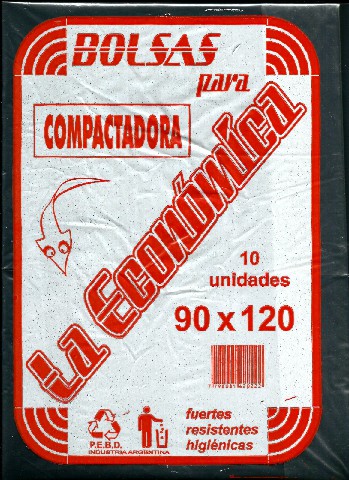 BOLSAS
para
COMPACTADORA
La Económica
10
unidades
90 x 120
P.E.B.D.
INDUSTRIA ARGENTINA
fuertes
resistentes
higiénicas